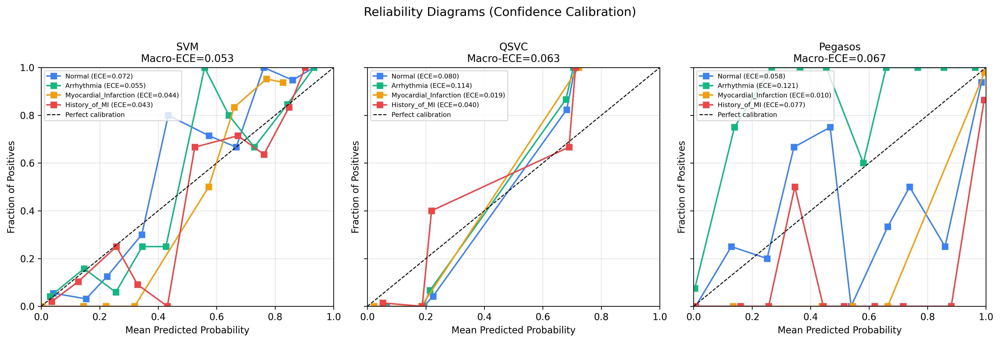 Reliability Diagrams (Confidence Calibration)
SVM
Macro-ECE=0.053
Normal (ECE=0.072)
Arrhythmia (ECE=0.055)
Myocardial_Infarction (ECE=0.044)
History_of_MI (ECE=0.043)
Perfect calibration
Fraction of Positives
1.0
0.8
0.6
0.4
0.2
0.0
0.0 0.2 0.4 0.6 0.8 1.0
Mean Predicted Probability
QSVC
Macro-ECE=0.063
Normal (ECE=0.080)
Arrhythmia (ECE=0.114)
Myocardial_Infarction (ECE=0.019)
History_of_MI (ECE=0.040)
Perfect calibration
Fraction of Positives
0.0 0.2 0.4 0.6 0.8 1.0
Mean Predicted Probability
Pegasos
Macro-ECE=0.067
Normal (ECE=0.058)
Arrhythmia (ECE=0.121)
Myocardial_Infarction (ECE=0.010)
History_of_MI (ECE=0.077)
Perfect calibration
Fraction of Positives
0.0 0.2 0.4 0.6 0.8 1.0
Mean Predicted Probability